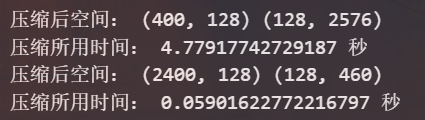 压缩后空间： (400, 128) (128, 2576)
压缩所用时间： 4.77917742729187 秒
压缩后空间： (2400, 128) (128, 460)
压缩所用时间： 0.05901622772216797 秒